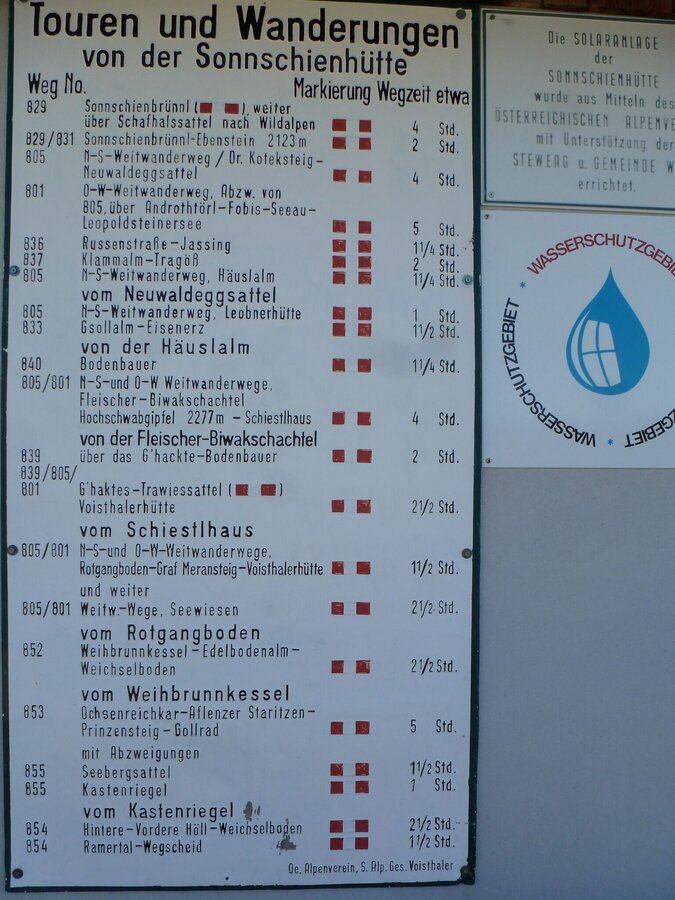 Touren und Wanderungen
von der Sonnschienhütte
Weg No. Markierung Wegzeit etwa
829 Sonnschienbrünnl ( ), weiter
über Schafhalssattel nach Wildalpen 4 Std.
829/831 Sonnschienbrünnl-Ebenstein 2123 m 2 Std.
805 N-S-Weitwanderweg / Dr. Koteksteig-
Neuwaldeggsattel 4 Std.
801 O-W-Weitwanderweg, Abzw. von
805, über Androthtörl-Fobis-Seeau-
Leopoldsteinersee 5 Std.
836 Russenstraße-Jassing 1 1/4 Std.
837 Klammalm-Tragöß 2 Std.
805 N-S-Weitwanderweg, Häuslalm 1 1/4 Std.
vom Neuwaldeggsattel
805 N-S-Weitwanderweg, Leobnerhütte 1 Std.
833 Gsollalm-Eisenerz 1 1/2 Std.
von der Häuslalm
840 Bodenbauer 1 1/4 Std.
805/801 N-S-und O-W Weitwanderwege,
Fleischer-Biwakschachtel
Hochschwabgipfel 2277 m - Schiestlhaus 4 Std.
von der Fleischer-Biwakschachtel
839 über das G'hackte-Bodenbauer 2 Std.
839/805/
801 G'haktes-Trawiessattel ( )
Voisthalerhütte 2 1/2 Std.
vom Schiestlhaus
805/801 N-S-und O-W-Weitwanderwege,
Rotgangboden-Graf Meransteig-Voisthalerhütte 1 1/2 Std.
und weiter
805/801 Weitw.-Wege, Seewiesen 2 1/2 Std.
vom Rotgangboden
852 Weihbrunnkessel-Edelbodenalm-
Weichselboden 2 1/2 Std.
vom Weihbrunnkessel
853 Ochsenreichkar-Aflenzer Staritzen-
Prinzensteig-Gollrad 5 Std.
mit Abzweigungen
855 Seebergsattel 1 1/2 Std.
855 Kastenriegel 1 Std.
vom Kastenriegel
854 Hintere-Vordere Höll-Weichselboden 2 1/2 Std.
854 Ramertal-Wegscheid 1 1/2 Std.
Oe. Alpenverein, S. Alp. Ges. Voisthaler
Die SOLARANLAGE
der
SONNSCHIENHÜTTE
wurde aus Mitteln des
ÖSTERREICHISCHEN ALPENVE
mit Unterstützung der
STEWEAG u. GEMEINDE W
errichtet.
WASSERSCHUTZGEBIE
* WASSERSCHUTZGEBIET
* WASSERSCHUTZGEBIET